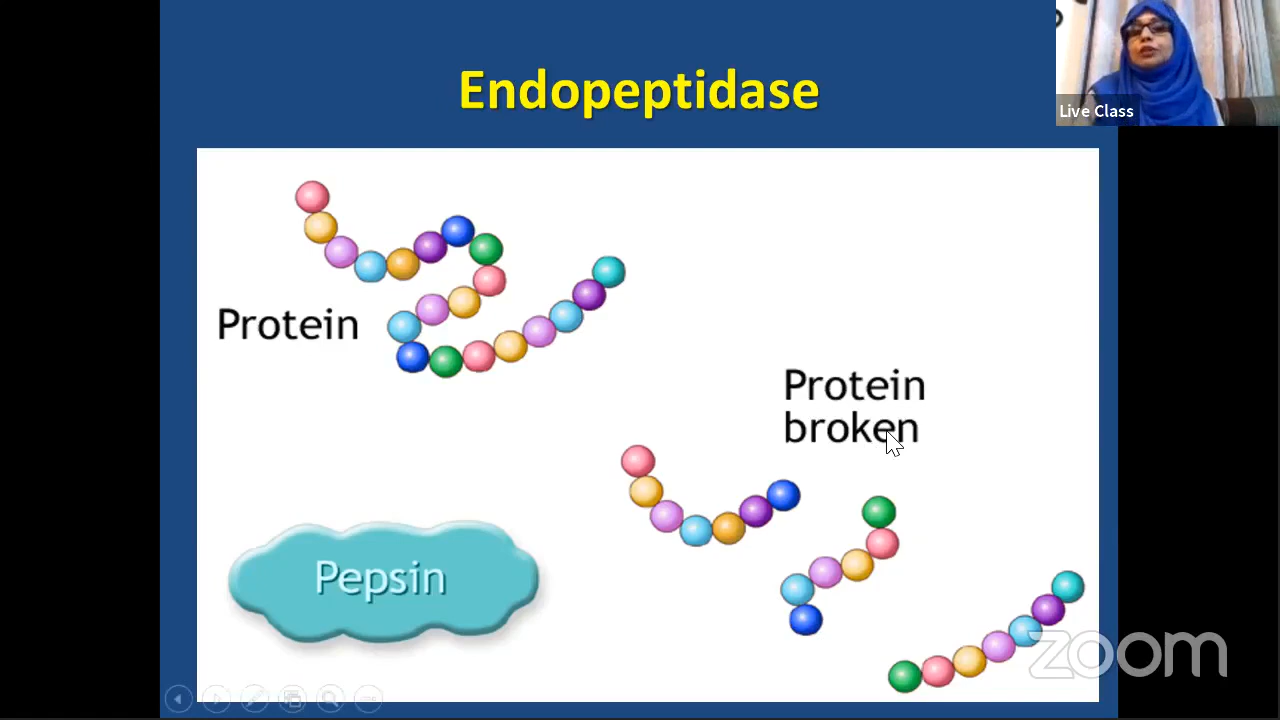 Endopeptidase
Live Class
Protein
Protein
broken
Pepsin
zoom